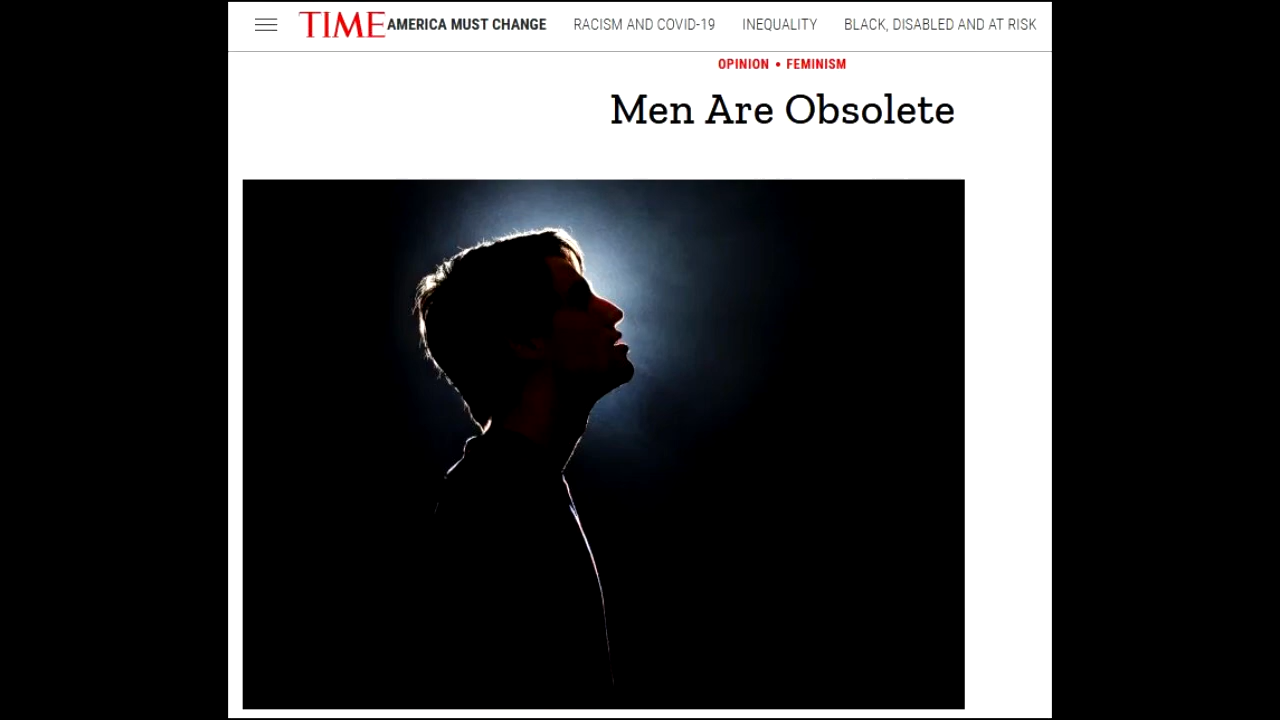 TIME AMERICA MUST CHANGE RACISM AND COVID-19 INEQUALITY BLACK, DISABLED AND AT RISK
OPINION • FEMINISM
Men Are Obsolete